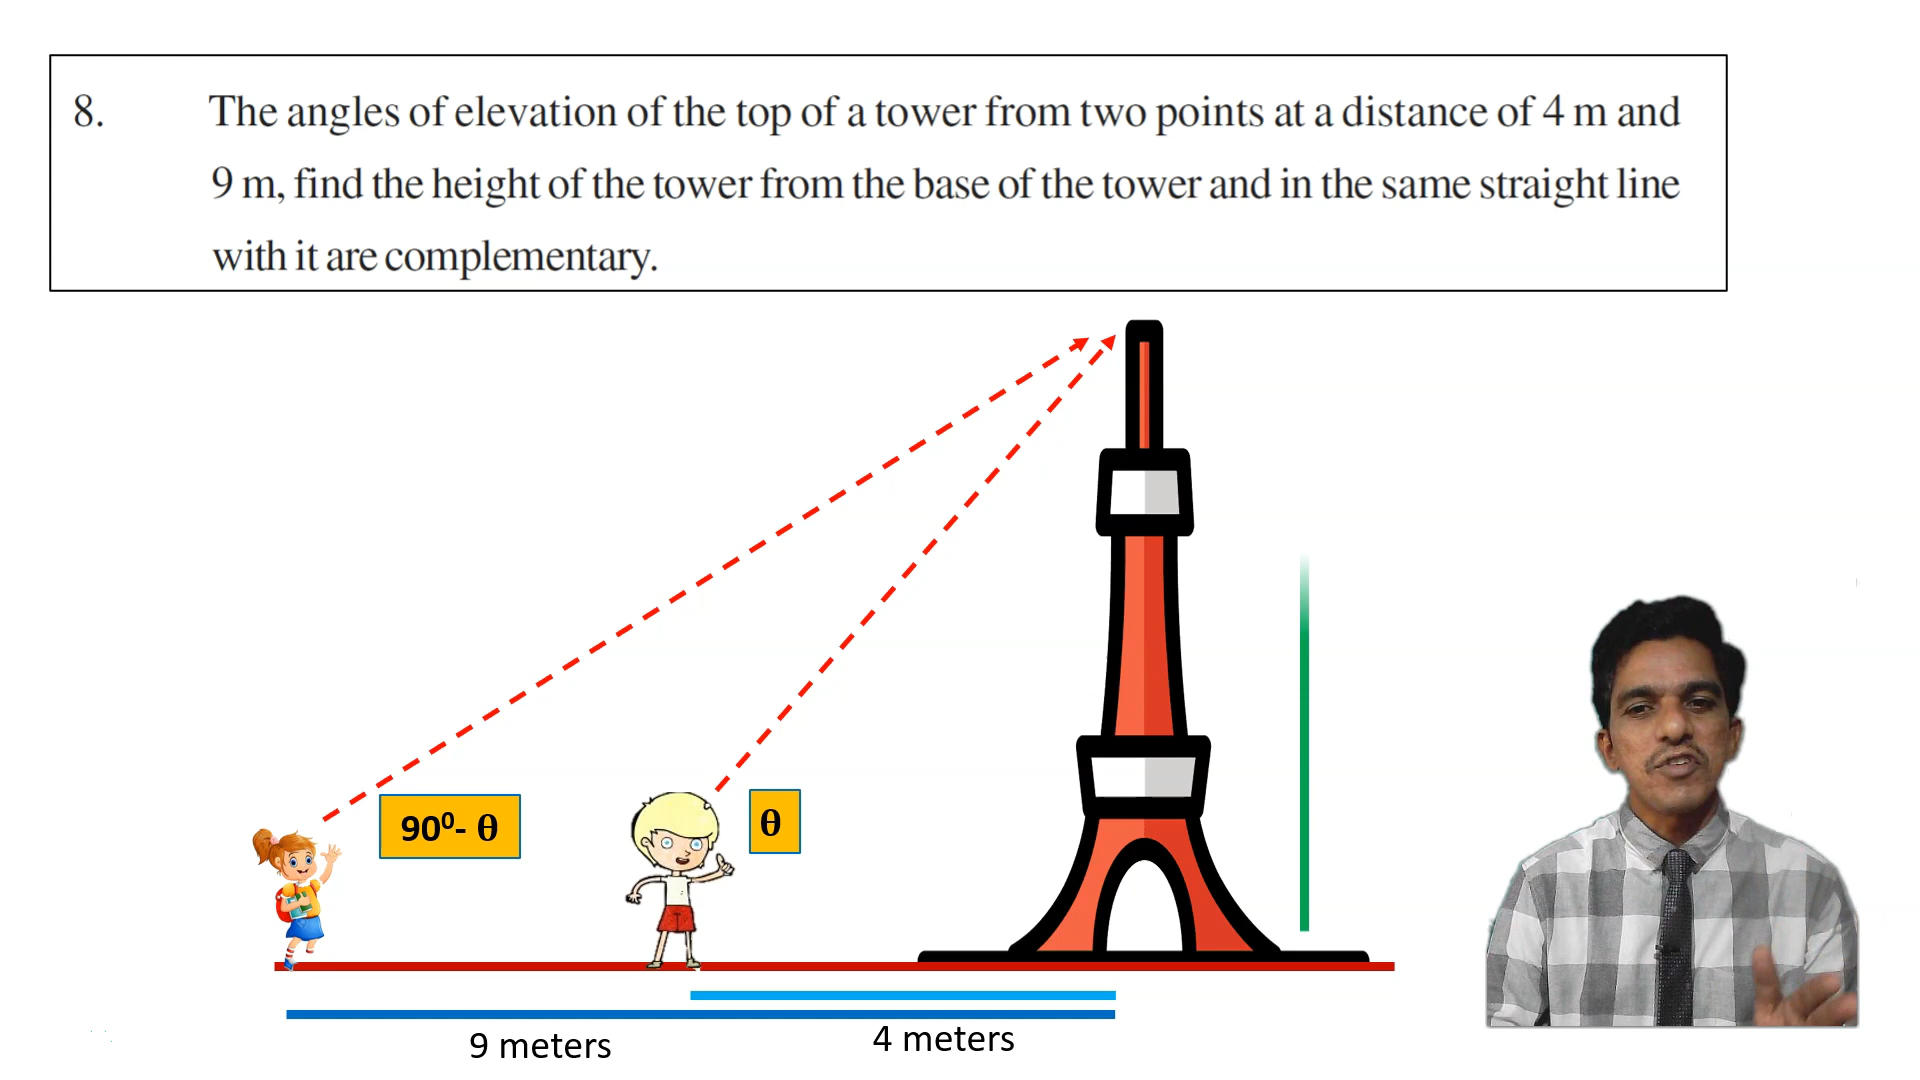 8. The angles of elevation of the top of a tower from two points at a distance of 4 m and
9 m, find the height of the tower from the base of the tower and in the same straight line
with it are complementary.
90⁰- θ
θ
9 meters
4 meters